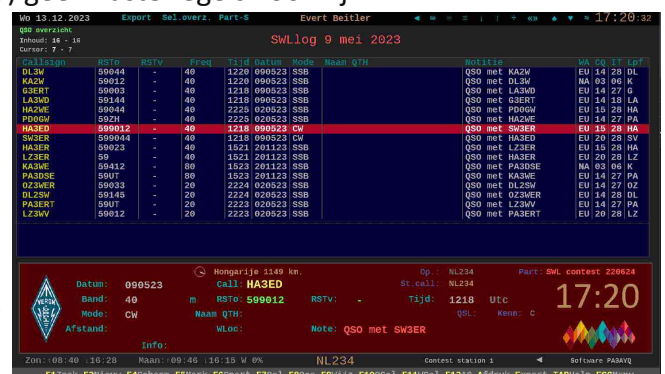 Wo 13.12.2023 Export Sel.overz. Part-S Evert Beitler 17:20:32
QSO overzicht
Inhoud: 16 - 16
Cursor: 7 - 7
SWLlog 9 mei 2023
Callsign RSTo RSTv Freq Tijd Datum Mode Naam QTH Notitie WA CQ IT Lpf
DL3W 59044 - 40 1220 090523 SSB QSO met KA2W EU 14 28 DL
KA2W 59012 - 40 1220 090523 SSB QSO met DL3W NA 03 06 K
G3ERT 59003 - 40 1218 090523 SSB QSO met LA3WD EU 14 27 G
LA3WD 59144 - 40 1218 090523 SSB QSO met G3ERT EU 14 18 LA
HA2WE 59044 - 40 2225 020523 SSB QSO met PD0GW EU 15 28 HA
PD0GW 59ZH - 40 2225 020523 SSB QSO met HA2WE EU 14 27 PA
HA3ED 599012 - 40 1218 090523 CW QSO met SW3ER EU 15 28 HA
SW3ER 599044 - 40 1218 090523 CW QSO met HA3ED EU 20 28 SV
HA3ER 59023 - 40 1521 201123 SSB QSO met LZ3ER EU 15 28 HA
LZ3ER 59 - 40 1521 201123 SSB QSO met HA3ER EU 20 28 LZ
KA3WE 59412 - 80 1523 201123 SSB QSO met PA3DSE NA 03 06 K
PA3DSE 59UT - 80 1523 201123 SSB QSO met KA3WE EU 14 27 PA
OZ3WER 59033 - 20 2224 020523 SSB QSO met DL2SW EU 14 27 OZ
DL2SW 59145 - 20 2224 020523 SSB QSO met OZ3WER EU 14 28 DL
PA3ERT 59UT - 20 2223 020523 SSB QSO met LZ3WV EU 14 27 PA
LZ3WV 59012 - 20 2223 020523 SSB QSO met PA3ERT EU 20 28 LZ
Hongarije 1149 km. Op.: NL234 Part: SWL contest 220624
Datum: 090523 Call: HA3ED St.call: NL234
Band: 40 m RSTo: 599012 RSTv: - Tijd: 1218 Utc 17:20
Mode: CW Naam QTH: QSL: Kenm: C
Afstand: WLoc: Note: QSO met SW3ER
Info:
Zon: 08:40 16:28 Maan: 09:46 16:15 W 0% NL234 Contest station 1 Software PA0AYQ